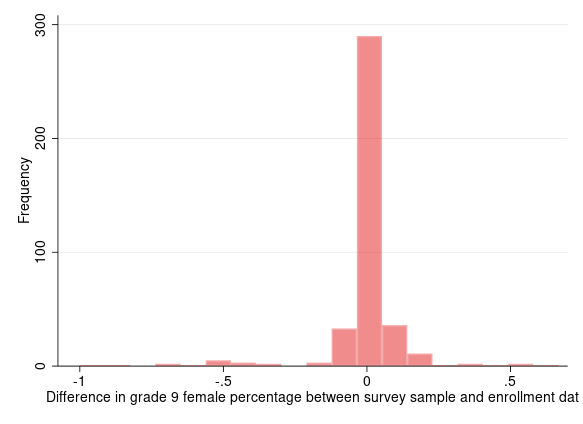 300
200
100
0
Frequency
-1 -.5 0 .5
Difference in grade 9 female percentage between survey sample and enrollment dat